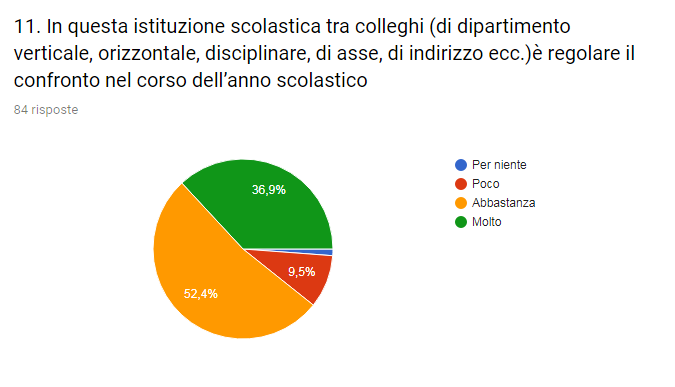 11. In questa istituzione scolastica tra colleghi (di dipartimento
verticale, orizzontale, disciplinare, di asse, di indirizzo ecc.)è regolare il
confronto nel corso dell’anno scolastico
84 risposte
36,9%
9,5%
52,4%
Per niente
Poco
Abbastanza
Molto